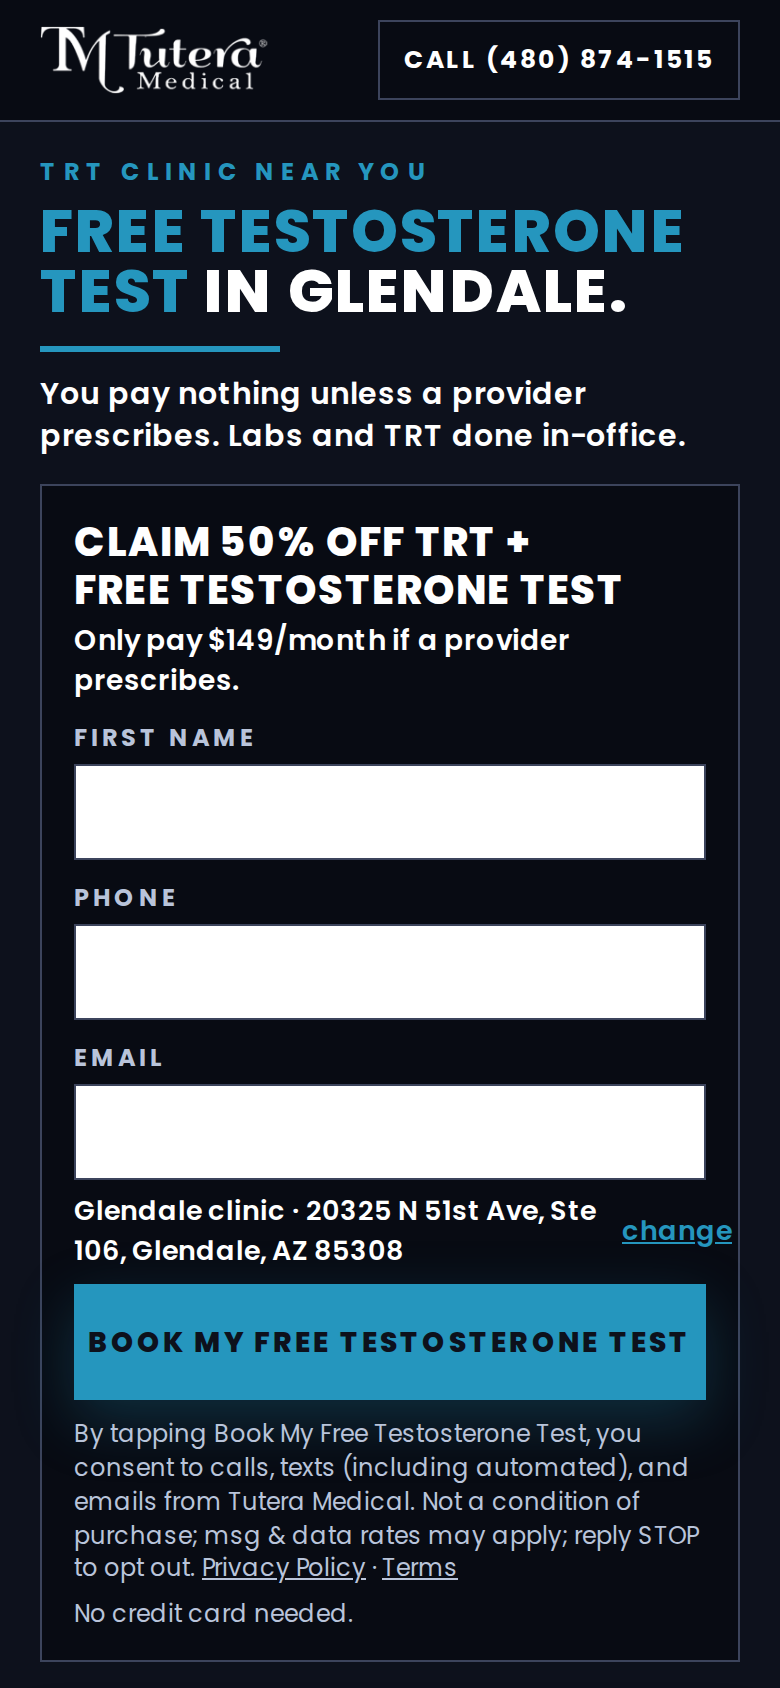 TM Tutera®
Medical
CALL (480) 874-1515
TRT CLINIC NEAR YOU
FREE TESTOSTERONE
TEST IN GLENDALE.
You pay nothing unless a provider
prescribes. Labs and TRT done in-office.
CLAIM 50% OFF TRT +
FREE TESTOSTERONE TEST
Only pay $149/month if a provider
prescribes.
FIRST NAME
PHONE
EMAIL
Glendale clinic · 20325 N 51st Ave, Ste
106, Glendale, AZ 85308
change
BOOK MY FREE TESTOSTERONE TEST
By tapping Book My Free Testosterone Test, you
consent to calls, texts (including automated), and
emails from Tutera Medical. Not a condition of
purchase; msg & data rates may apply; reply STOP
to opt out. Privacy Policy · Terms
No credit card needed.